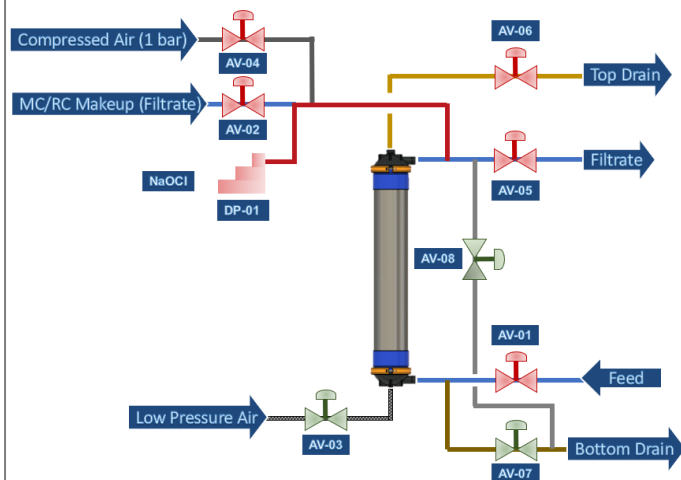 AV-06
Compressed Air (1 bar)
AV-04
Top Drain
MC/RC Makeup (Filtrate)
AV-02
Filtrate
AV-05
NaOCl
DP-01
AV-08
AV-01
Feed
Low Pressure Air
AV-03
Bottom Drain
AV-07